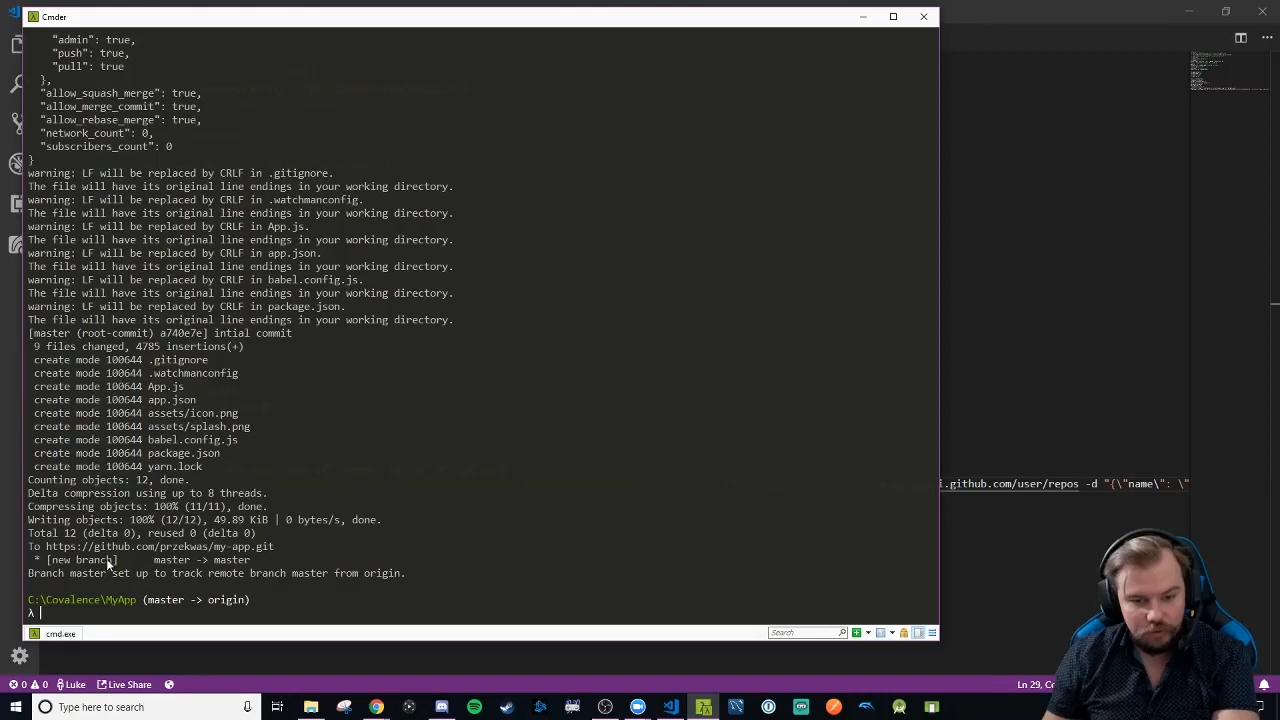 Cmder
"admin": true,
"push": true,
"pull": true
},
"allow_squash_merge": true,
"allow_merge_commit": true,
"allow_rebase_merge": true,
"network_count": 0,
"subscribers_count": 0
}
warning: LF will be replaced by CRLF in .gitignore.
The file will have its original line endings in your working directory.
warning: LF will be replaced by CRLF in .watchmanconfig.
The file will have its original line endings in your working directory.
warning: LF will be replaced by CRLF in App.js.
The file will have its original line endings in your working directory.
warning: LF will be replaced by CRLF in app.json.
The file will have its original line endings in your working directory.
warning: LF will be replaced by CRLF in babel.config.js.
The file will have its original line endings in your working directory.
warning: LF will be replaced by CRLF in package.json.
The file will have its original line endings in your working directory.
[master (root-commit) a740e7e] intial commit
9 files changed, 4785 insertions(+)
create mode 100644 .gitignore
create mode 100644 .watchmanconfig
create mode 100644 App.js
create mode 100644 app.json
create mode 100644 assets/icon.png
create mode 100644 assets/splash.png
create mode 100644 babel.config.js
create mode 100644 package.json
create mode 100644 yarn.lock
Counting objects: 12, done.
Delta compression using up to 8 threads.
i.github.com/user/repos -d "{\"name\": \"
Compressing objects: 100% (11/11), done.
Writing objects: 100% (12/12), 49.89 KiB | 0 bytes/s, done.
Total 12 (delta 0), reused 0 (delta 0)
To https://github.com/przekwas/my-app.git
* [new branch] master -> master
Branch master set up to track remote branch master from origin.
C:\Covalence\MyApp (master -> origin)
λ
cmd.exe
Search
0 0 Luke Live Share
Ln 29, Co
Type here to search